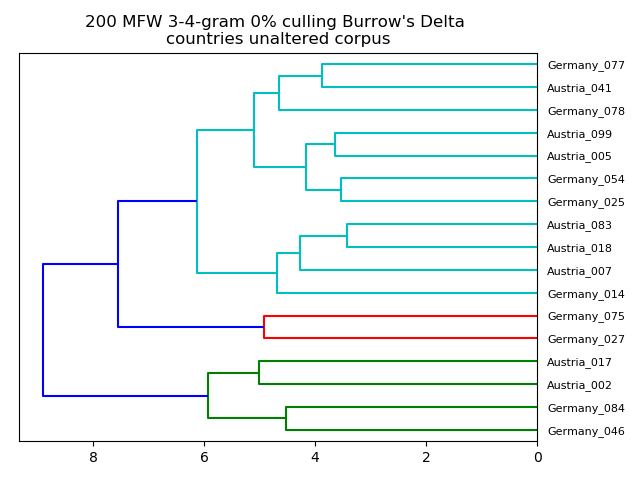 200 MFW 3-4-gram 0% culling Burrow's Delta
countries unaltered corpus
Germany_077
Austria_041
Germany_078
Austria_099
Austria_005
Germany_054
Germany_025
Austria_083
Austria_018
Austria_007
Germany_014
Germany_075
Germany_027
Austria_017
Austria_002
Germany_084
Germany_046
8 6 4 2 0